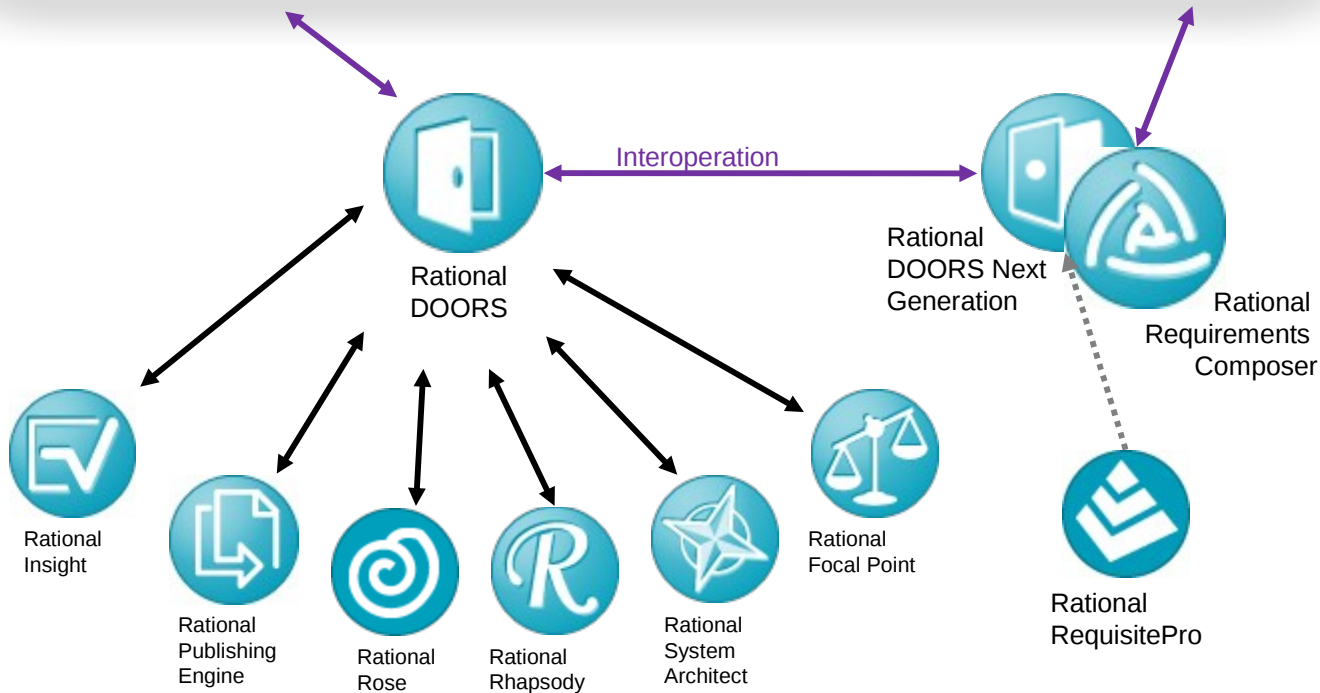 Interoperation
Rational
DOORS
Rational
DOORS Next
Generation
Rational
Requirements
Composer
Rational
Insight
Rational
Publishing
Engine
Rational
Rose
R
Rational
Rhapsody
Rational
System
Architect
Rational
Focal Point
Rational
RequisitePro